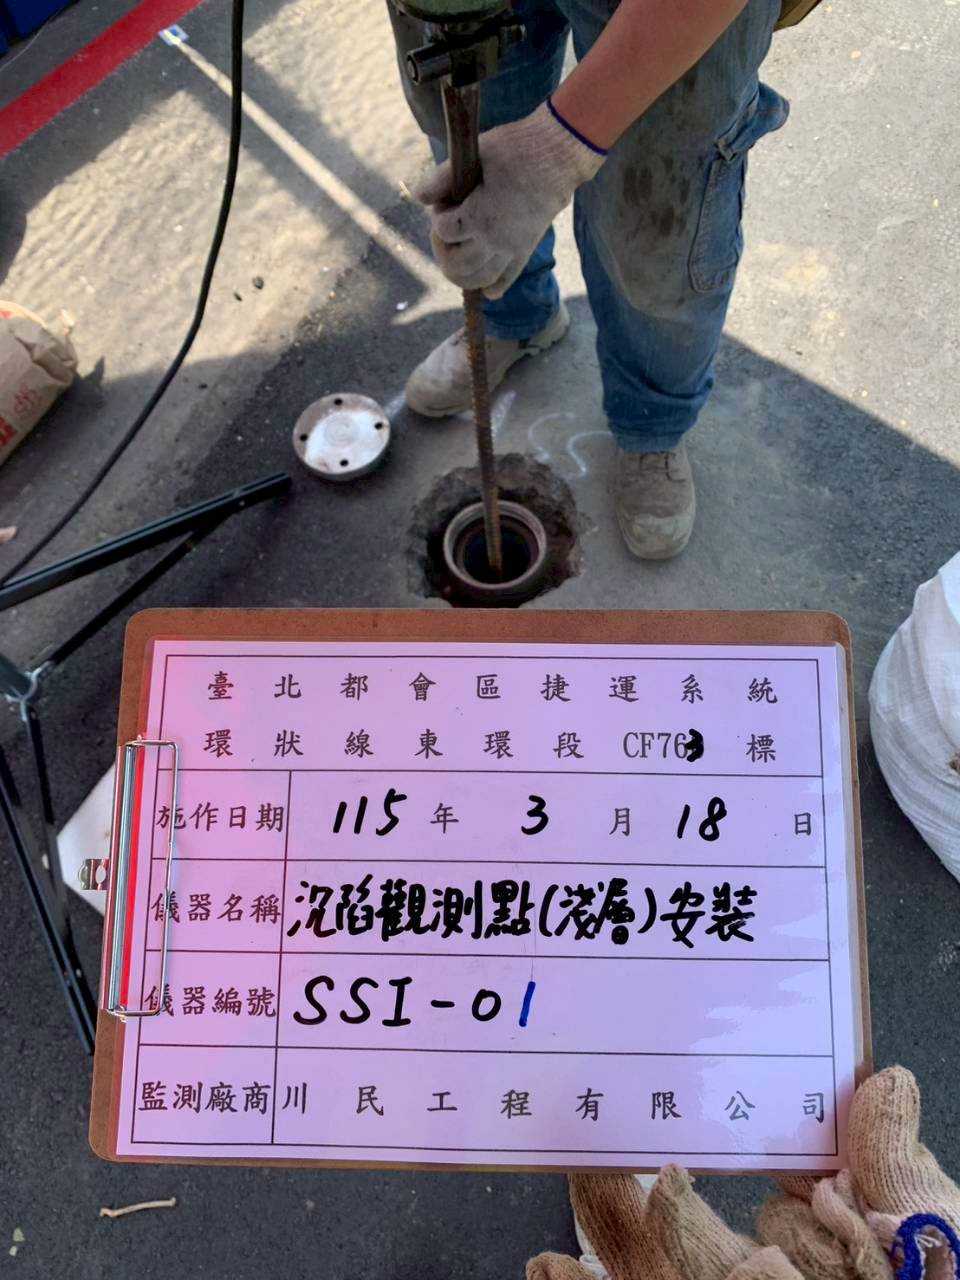 臺北都會區捷運系統
環狀線東環段 CF763 標
施作日期 115 年 3 月 18 日
儀器名稱 沉陷觀測點(淺層)安裝
儀器編號 SSI-01
監測廠商 川民工程有限公司